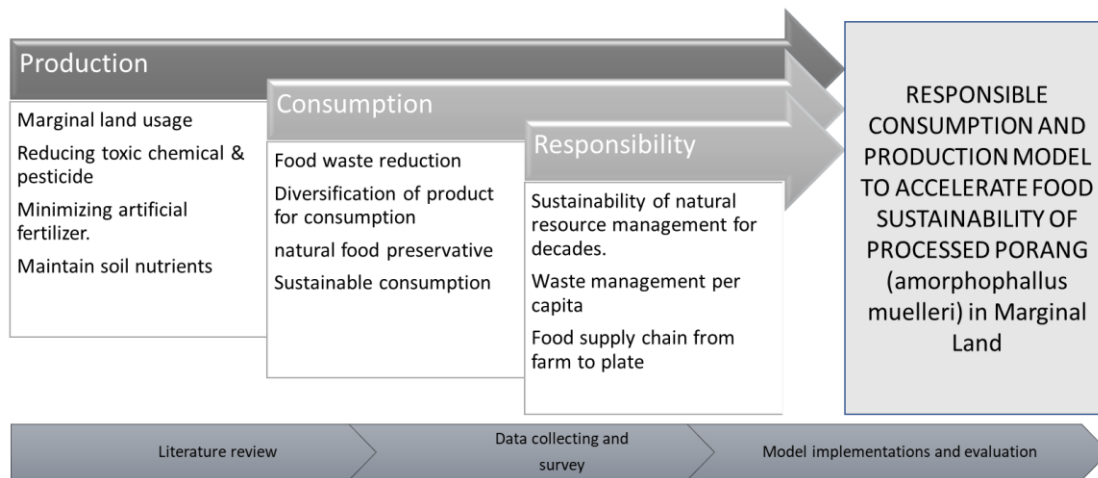 Production
Marginal land usage
Reducing toxic chemical &
pesticide
Minimizing artificial
fertilizer.
Maintain soil nutrients
Consumption
Food waste reduction
Diversification of product
for consumption
natural food preservative
Sustainable consumption
Responsibility
Sustainability of natural
resource management for
decades.
Waste management per
capita
Food supply chain from
farm to plate
RESPONSIBLE
CONSUMPTION AND
PRODUCTION MODEL
TO ACCELERATE FOOD
SUSTAINABILITY OF
PROCESSED PORANG
(amorphophallus
muelleri) in Marginal
Land
Literature review
Data collecting and
survey
Model implementations and evaluation